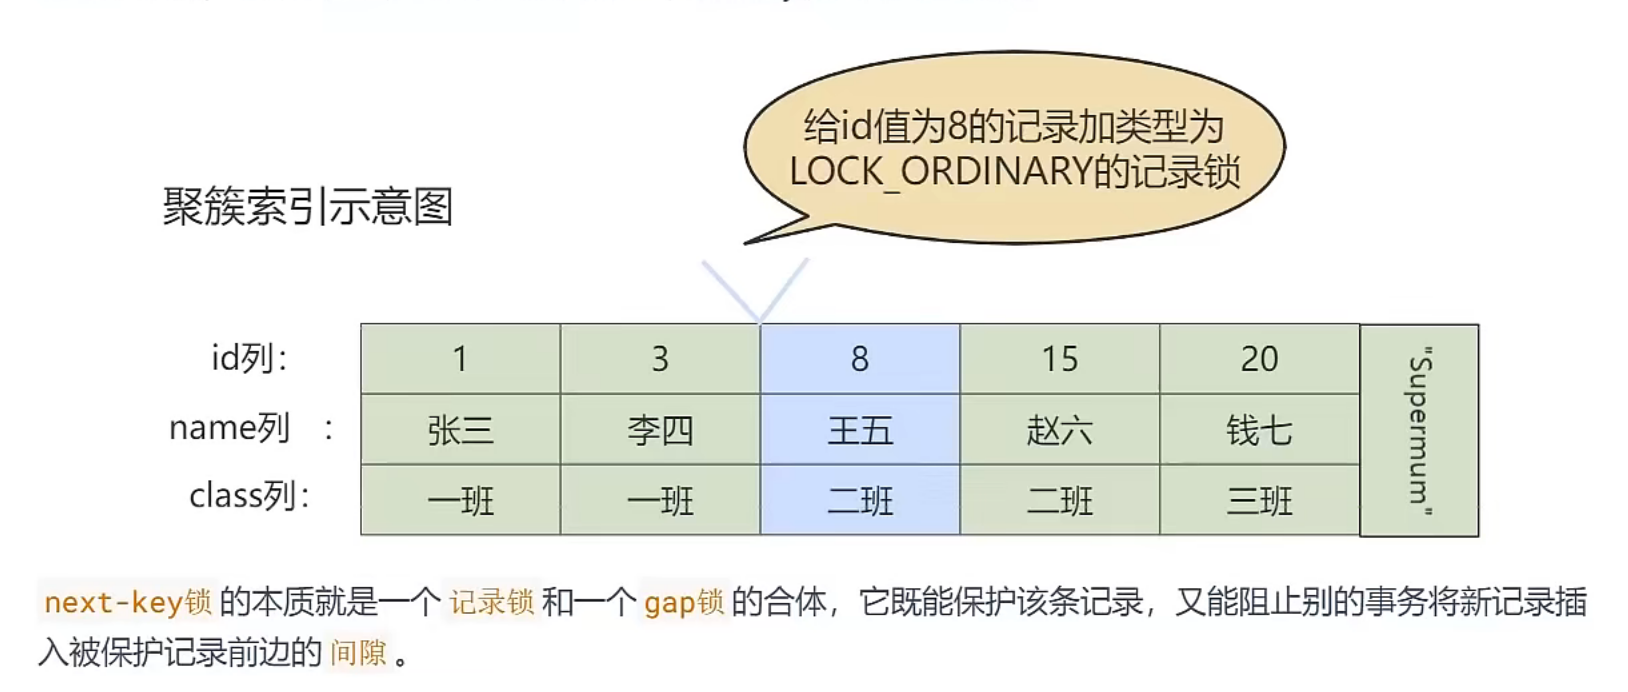 给id值为8的记录加类型为
LOCK_ORDINARY的记录锁
聚簇索引示意图
id列： 1 3 8 15 20
name列 ： 张三 李四 王五 赵六 钱七
class列： 一班 一班 二班 二班 三班
"Supermum"
next-key锁 的本质就是一个 记录锁 和一个 gap锁 的合体，它既能保护该条记录，又能阻止别的事务将新记录插
入被保护记录前边的 间隙 。